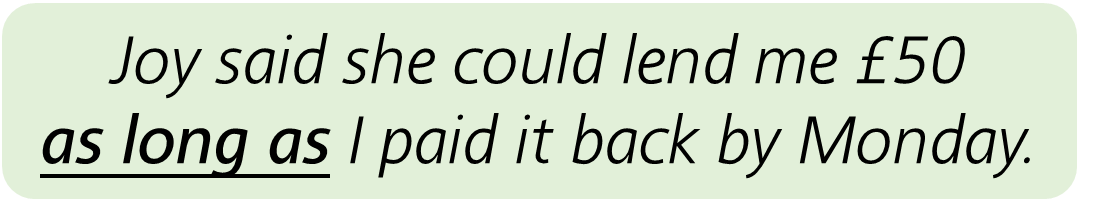 Joy said she could lend me £50
as long as I paid it back by Monday.